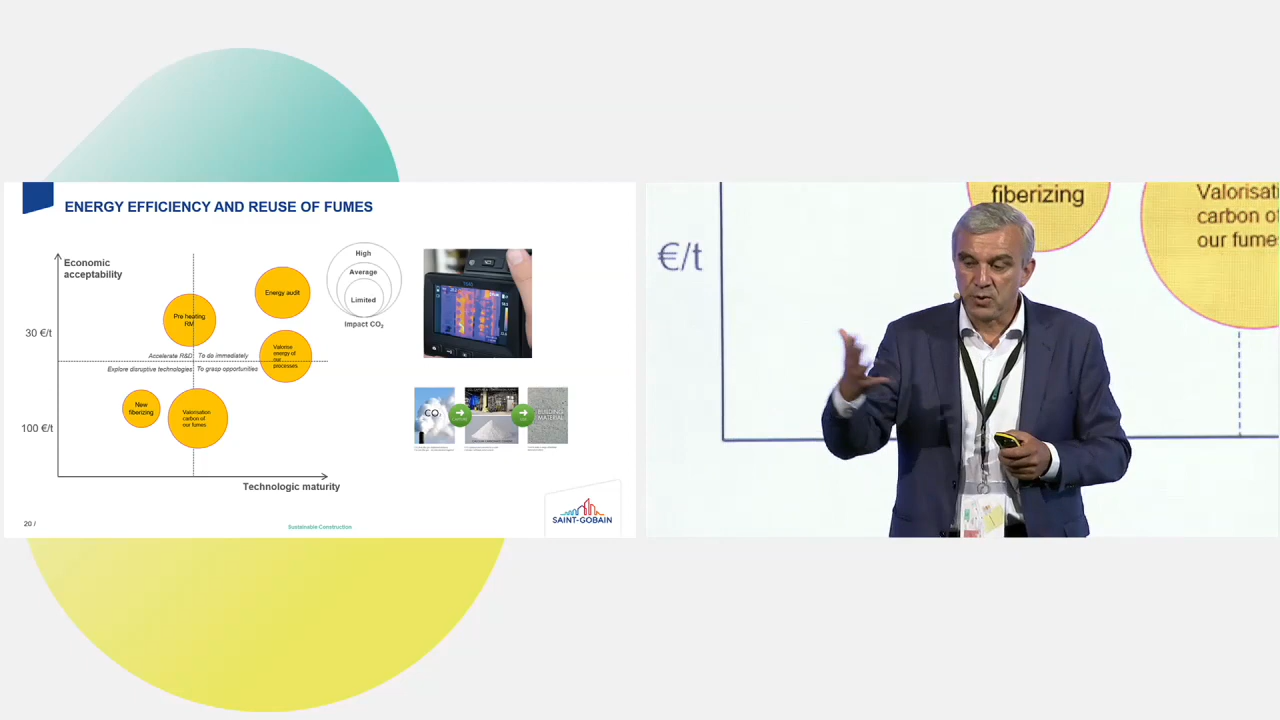 ENERGY EFFICIENCY AND REUSE OF FUMES
Economic
acceptability
30 €/t
100 €/t
Pre heating
RM
Energy audit
Valorise
energy of
our
processes
Accelerate R&D
To do immediately
Explore disruptive technologies
To grasp opportunities
New
fiberizing
Valorisation
carbon of
our fumes
Technologic maturity
High
Average
Limited
Impact CO2
CO
BUILDING
MATERIAL
20 /
Sustainable Construction
SAINT-GOBAIN
€/t
fiberizing
Valorisati
carbon of
our fume